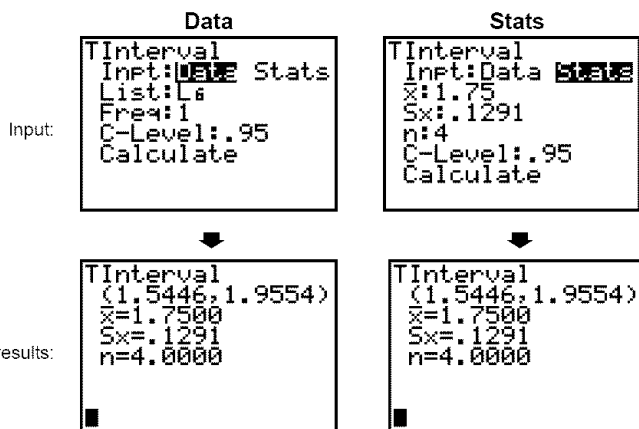 Data
Stats
Input:
TInterval
Inpt:Data Stats
List:L6
Freq:1
C-Level:.95
Calculate
TInterval
Inpt:Data Stats
x̄:1.75
Sx:.1291
n:4
C-Level:.95
Calculate
results:
TInterval
(1.5446,1.9554)
x̄=1.7500
Sx=.1291
n=4.0000
TInterval
(1.5446,1.9554)
x̄=1.7500
Sx=.1291
n=4.0000